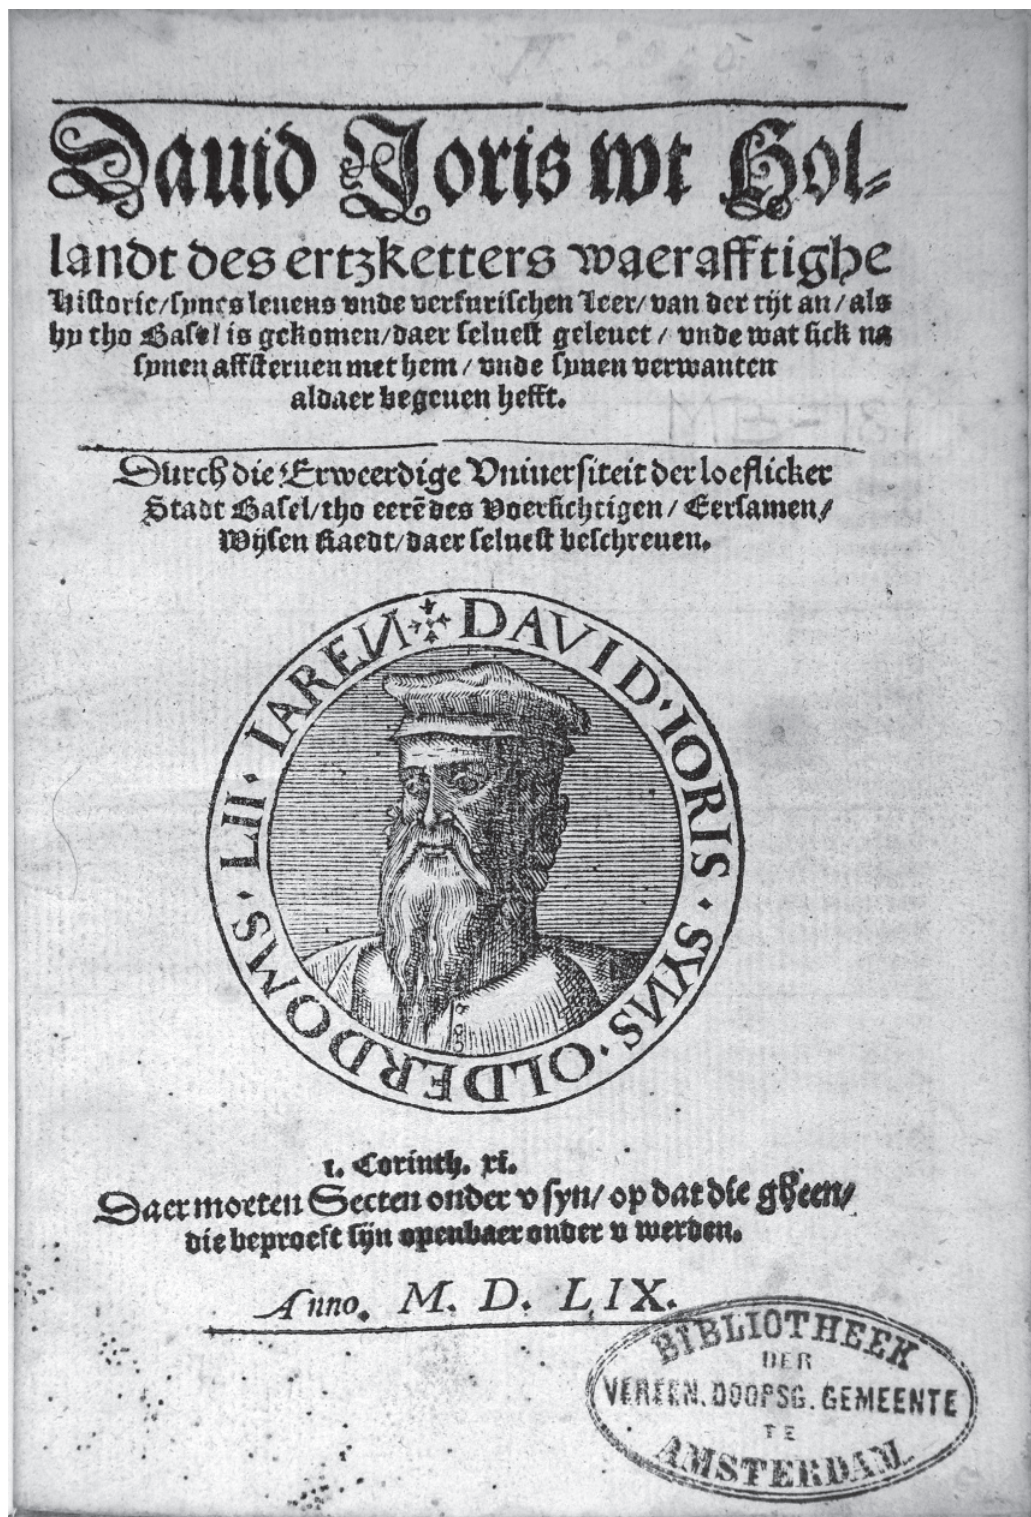 Dauid Joris wt Hol-
landt des ertzketters waerafftighe
Historie/synes leuens vnde verfurischen Leer/van der tijt an/als
hy tho Basel is gekomen/daer seluest geleuet/vnde wat sick na
synen affsteruen met hem/vnde synen verwanten
aldaer begeuen hefft.
Durch die Erweerdige Vniuersiteit der loeflicker
Stadt Basel/tho eerē des Voersichtigen/Eersamen/
Wijsen Raedt/daer seluest beschreuen.
DAVID·IORIS·SYNS·OLDERDOMS·LII·IAREN
1. Corinth. xi.
Daer moeten Secten onder v syn/op dat die gheen/
die beproeft sijn openbaer onder v werden.
Anno. M. D. LIX.
BIBLIOTHEEK
DER
VEREEN. DOOPSG. GEMEENTE
TE
AMSTERDAM.